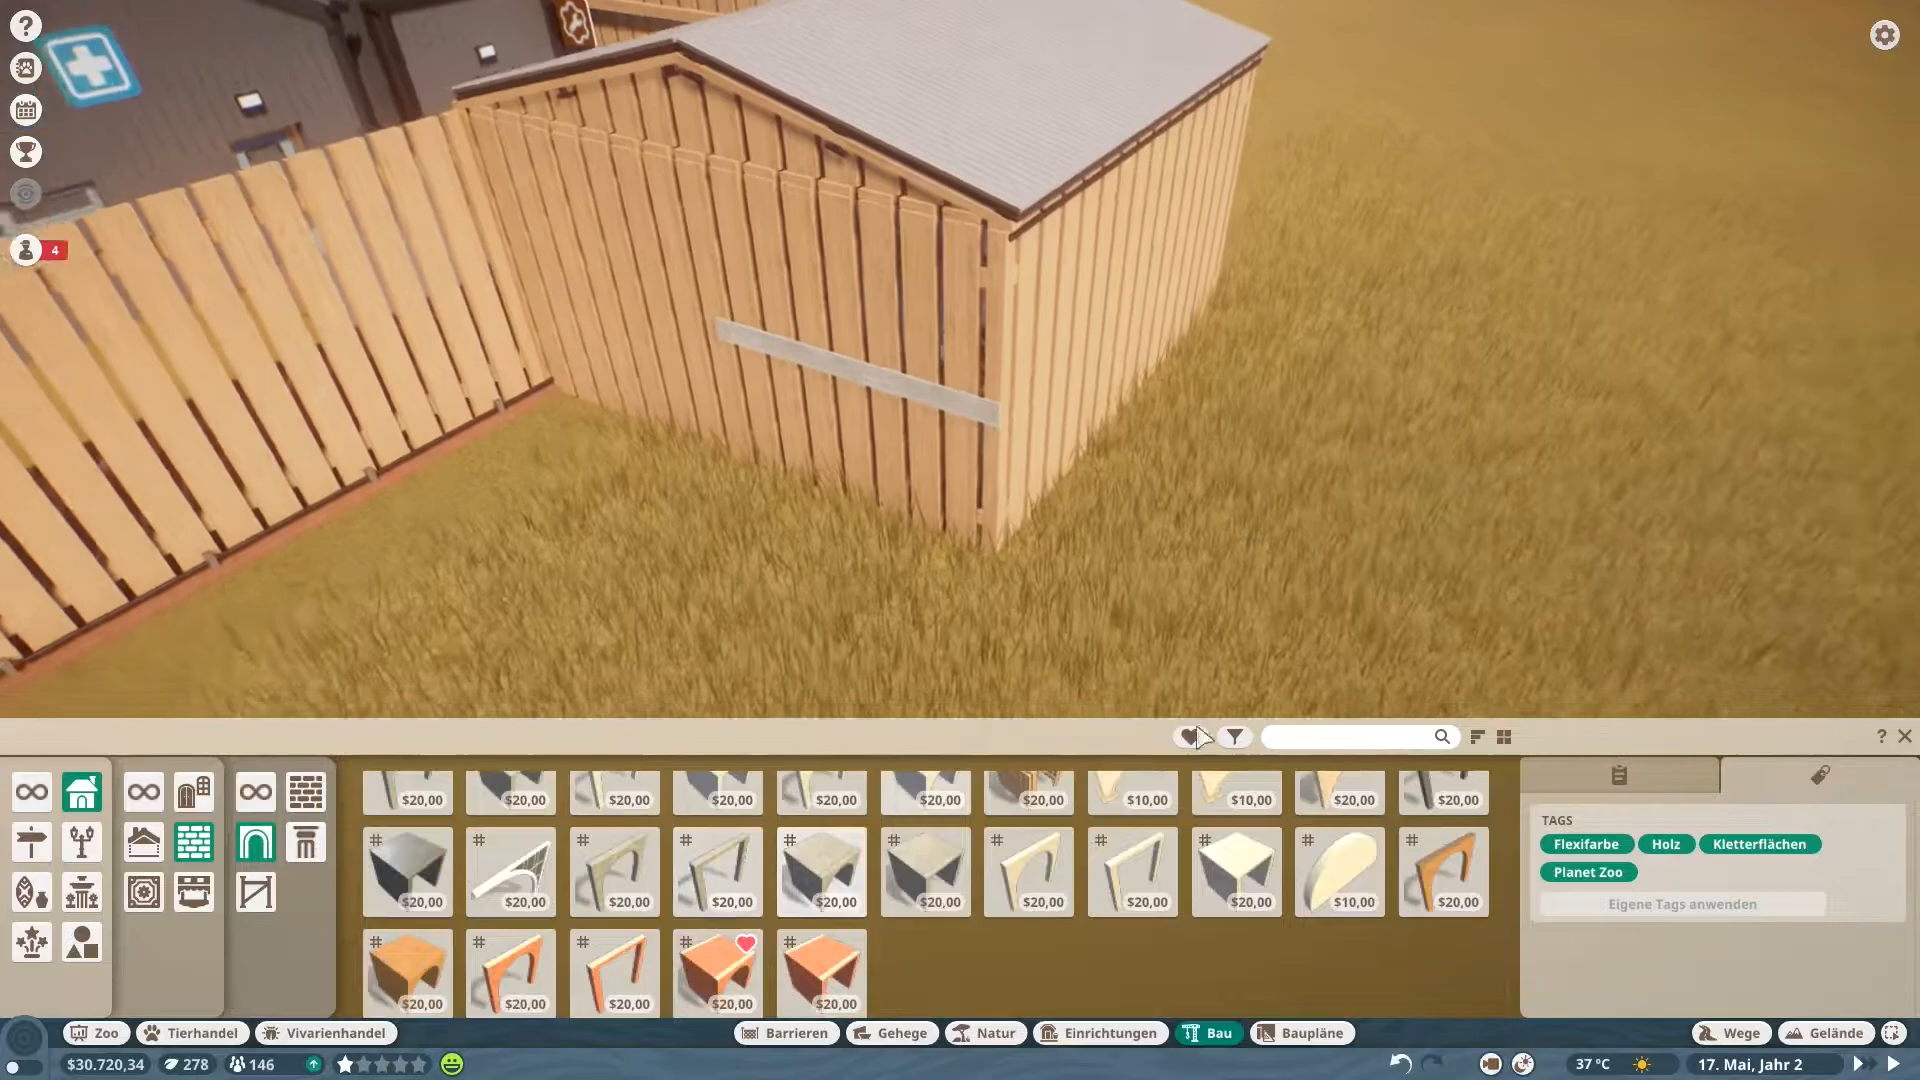 ?
4
?
$20,00 $20,00 $20,00 $20,00 $20,00 $20,00 $20,00 $10,00 $10,00 $20,00 $20,00
# # # # # # # # # # #
$20,00 $20,00 $20,00 $20,00 $20,00 $20,00 $20,00 $20,00 $20,00 $10,00 $20,00
# # # # #
$20,00 $20,00 $20,00 $20,00 $20,00
TAGS
Flexifarbe Holz Kletterflächen
Planet Zoo
Eigene Tags anwenden
Zoo Tierhandel Vivarienhandel Barrieren Gehege Natur Einrichtungen Bau Baupläne Wege Gelände
$30.720,34 278 146 37 °C 17. Mai, Jahr 2